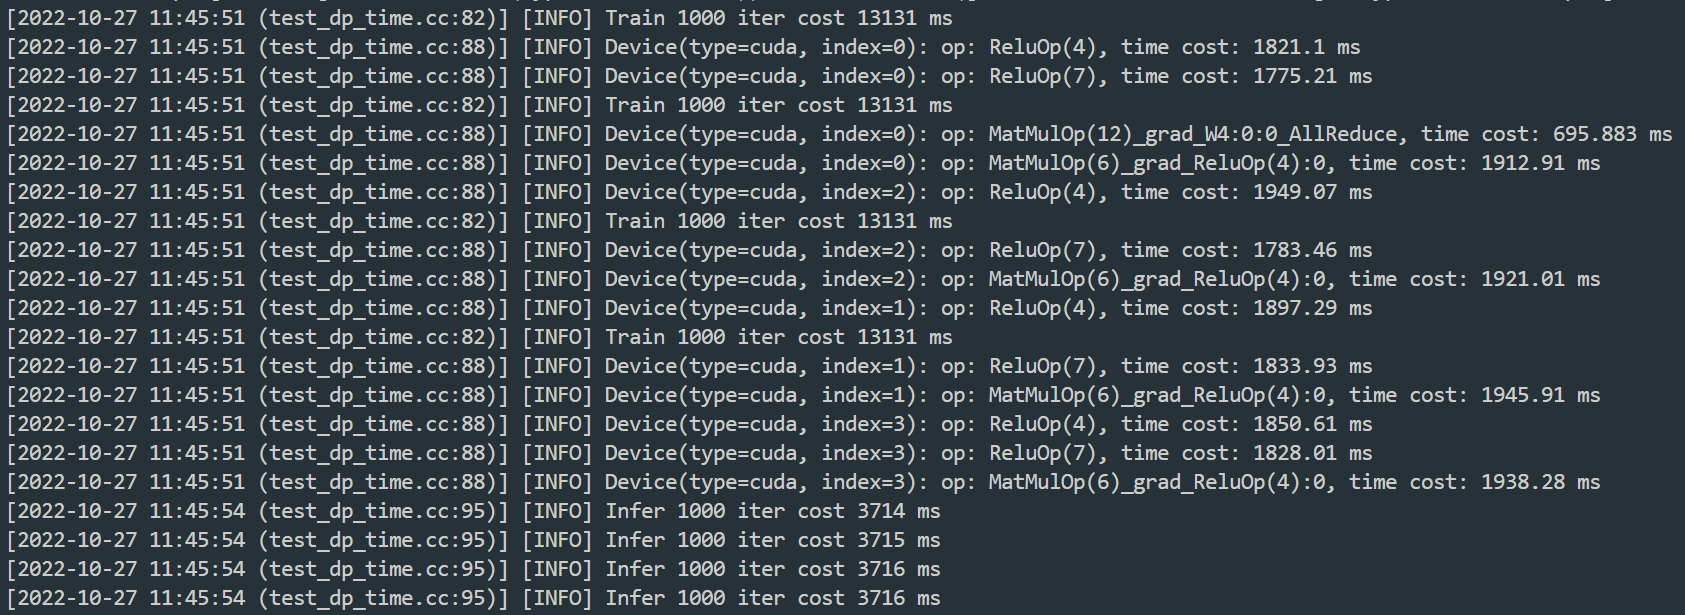 [2022-10-27 11:45:51 (test_dp_time.cc:82)] [INFO] Train 1000 iter cost 13131 ms
[2022-10-27 11:45:51 (test_dp_time.cc:88)] [INFO] Device(type=cuda, index=0): op: ReluOp(4), time cost: 1821.1 ms
[2022-10-27 11:45:51 (test_dp_time.cc:88)] [INFO] Device(type=cuda, index=0): op: ReluOp(7), time cost: 1775.21 ms
[2022-10-27 11:45:51 (test_dp_time.cc:82)] [INFO] Train 1000 iter cost 13131 ms
[2022-10-27 11:45:51 (test_dp_time.cc:88)] [INFO] Device(type=cuda, index=0): op: MatMulOp(12)_grad_W4:0:0_AllReduce, time cost: 695.883 ms
[2022-10-27 11:45:51 (test_dp_time.cc:88)] [INFO] Device(type=cuda, index=0): op: MatMulOp(6)_grad_ReluOp(4):0, time cost: 1912.91 ms
[2022-10-27 11:45:51 (test_dp_time.cc:88)] [INFO] Device(type=cuda, index=2): op: ReluOp(4), time cost: 1949.07 ms
[2022-10-27 11:45:51 (test_dp_time.cc:82)] [INFO] Train 1000 iter cost 13131 ms
[2022-10-27 11:45:51 (test_dp_time.cc:88)] [INFO] Device(type=cuda, index=2): op: ReluOp(7), time cost: 1783.46 ms
[2022-10-27 11:45:51 (test_dp_time.cc:88)] [INFO] Device(type=cuda, index=2): op: MatMulOp(6)_grad_ReluOp(4):0, time cost: 1921.01 ms
[2022-10-27 11:45:51 (test_dp_time.cc:88)] [INFO] Device(type=cuda, index=1): op: ReluOp(4), time cost: 1897.29 ms
[2022-10-27 11:45:51 (test_dp_time.cc:82)] [INFO] Train 1000 iter cost 13131 ms
[2022-10-27 11:45:51 (test_dp_time.cc:88)] [INFO] Device(type=cuda, index=1): op: ReluOp(7), time cost: 1833.93 ms
[2022-10-27 11:45:51 (test_dp_time.cc:88)] [INFO] Device(type=cuda, index=1): op: MatMulOp(6)_grad_ReluOp(4):0, time cost: 1945.91 ms
[2022-10-27 11:45:51 (test_dp_time.cc:88)] [INFO] Device(type=cuda, index=3): op: ReluOp(4), time cost: 1850.61 ms
[2022-10-27 11:45:51 (test_dp_time.cc:88)] [INFO] Device(type=cuda, index=3): op: ReluOp(7), time cost: 1828.01 ms
[2022-10-27 11:45:51 (test_dp_time.cc:88)] [INFO] Device(type=cuda, index=3): op: MatMulOp(6)_grad_ReluOp(4):0, time cost: 1938.28 ms
[2022-10-27 11:45:54 (test_dp_time.cc:95)] [INFO] Infer 1000 iter cost 3714 ms
[2022-10-27 11:45:54 (test_dp_time.cc:95)] [INFO] Infer 1000 iter cost 3715 ms
[2022-10-27 11:45:54 (test_dp_time.cc:95)] [INFO] Infer 1000 iter cost 3716 ms
[2022-10-27 11:45:54 (test_dp_time.cc:95)] [INFO] Infer 1000 iter cost 3716 ms